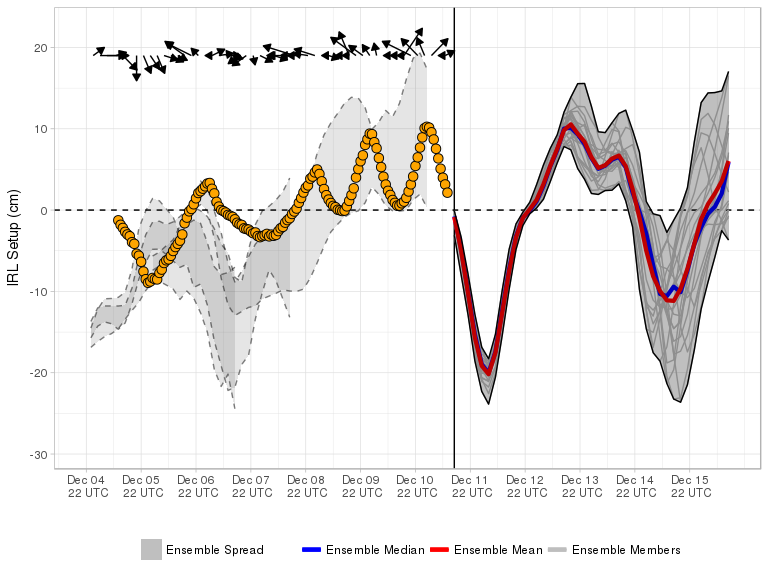 IRL Setup (cm)
20
10
0
-10
-20
-30
Dec 04 Dec 05 Dec 06 Dec 07 Dec 08 Dec 09 Dec 10 Dec 11 Dec 12 Dec 13 Dec 14 Dec 15
22 UTC 22 UTC 22 UTC 22 UTC 22 UTC 22 UTC 22 UTC 22 UTC 22 UTC 22 UTC 22 UTC 22 UTC
Ensemble Spread Ensemble Median Ensemble Mean Ensemble Members